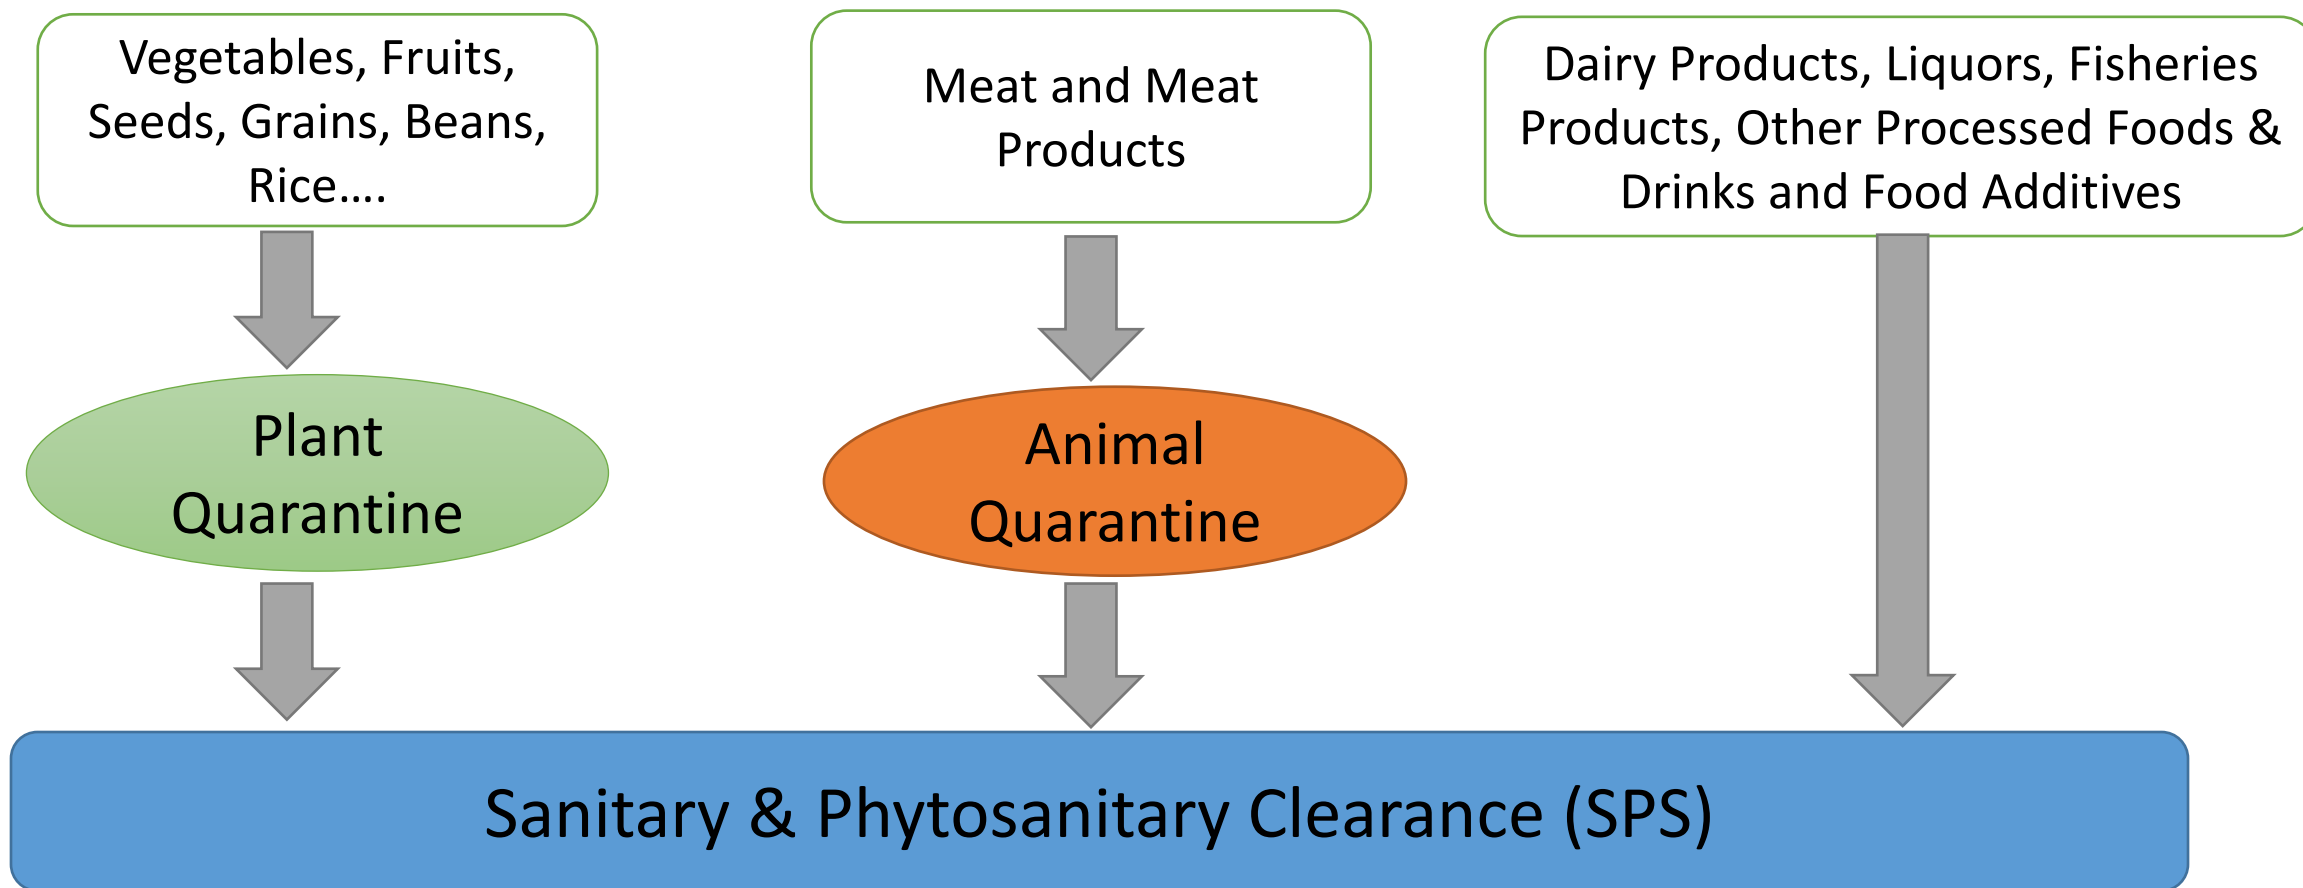 Vegetables, Fruits,
Seeds, Grains, Beans,
Rice....
Meat and Meat
Products
Dairy Products, Liquors, Fisheries
Products, Other Processed Foods &
Drinks and Food Additives
Plant
Quarantine
Animal
Quarantine
Sanitary & Phytosanitary Clearance (SPS)